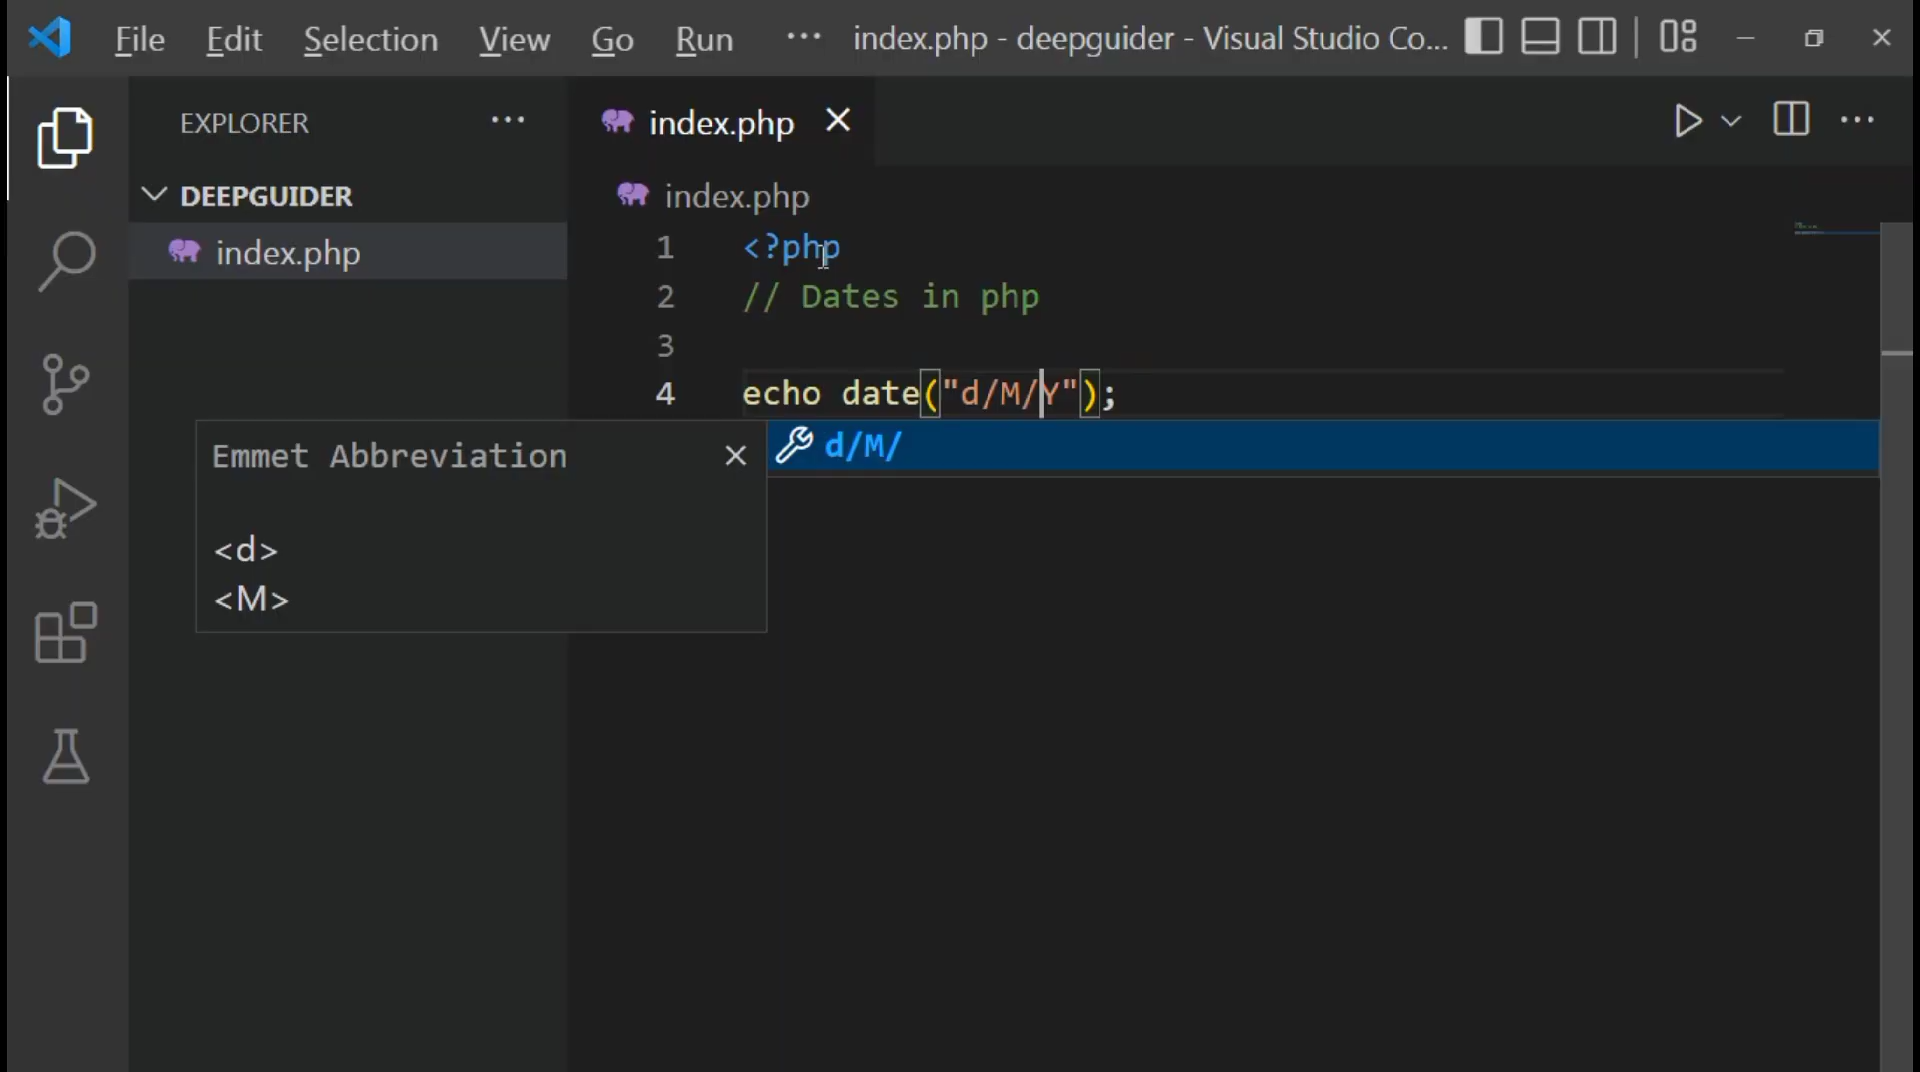 File Edit Selection View Go Run ··· index.php - deepguider - Visual Studio Co...
EXPLORER ···
DEEPGUIDER
index.php
index.php
index.php
1 <?php
2 // Dates in php
3
4 echo date("d/M/Y");
d/M/
Emmet Abbreviation
<d>
<M>